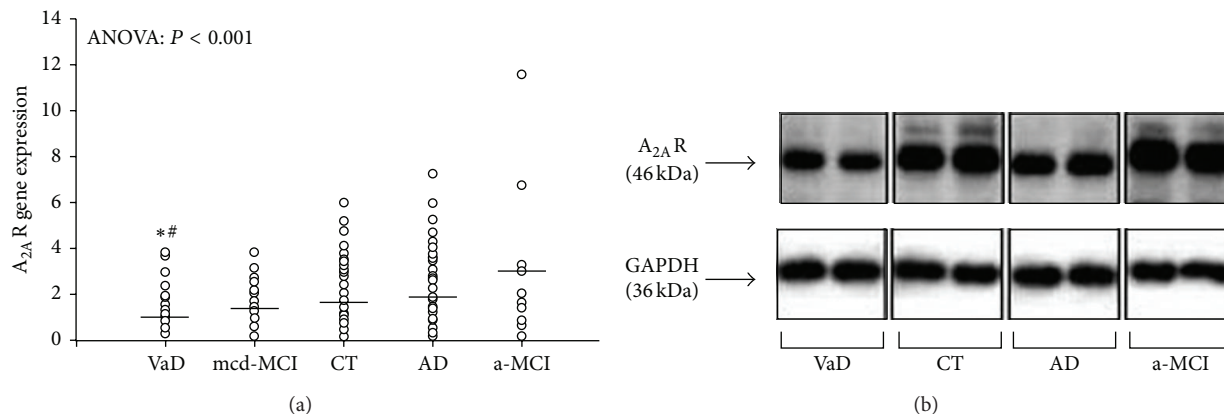 14
12
10
8
6
4
2
0
A2A R gene expression
ANOVA: P < 0.001
*#
VaD mcd-MCI CT AD a-MCI
(a)
A2A R
(46 kDa)
GAPDH
(36 kDa)
VaD CT AD a-MCI
(b)